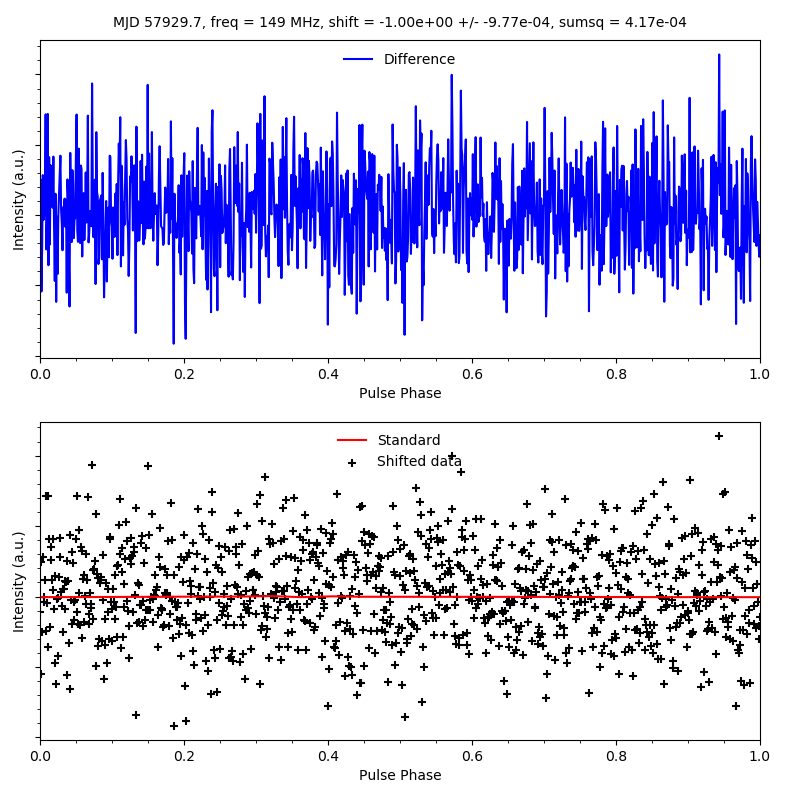 MJD 57929.7, freq = 149 MHz, shift = -1.00e+00 +/- -9.77e-04, sumsq = 4.17e-04
Difference
Intensity (a.u.)
0.0 0.2 0.4 0.6 0.8 1.0
Pulse Phase
Standard
Shifted data
Intensity (a.u.)
0.0 0.2 0.4 0.6 0.8 1.0
Pulse Phase